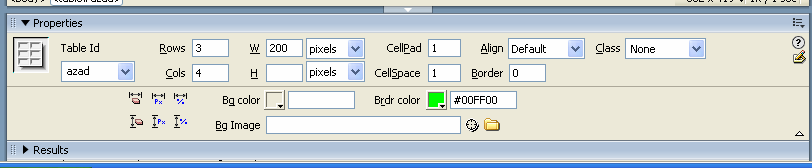 Properties
Table Id Rows 3 W 200 pixels CellPad 1 Align Default Class None
azad Cols 4 H pixels CellSpace 1 Border 0
Bg color Brdr color #00FF00
Bg Image
Results